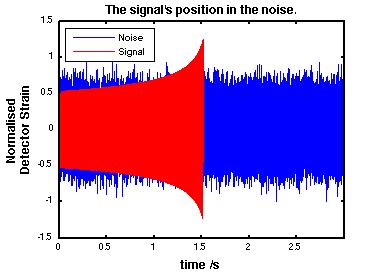 The signal's position in the noise.
1.5
1
0.5
0
-0.5
-1
-1.5
Noise
Signal
Normalised
Detector Strain
0 0.5 1 1.5 2 2.5
time /s